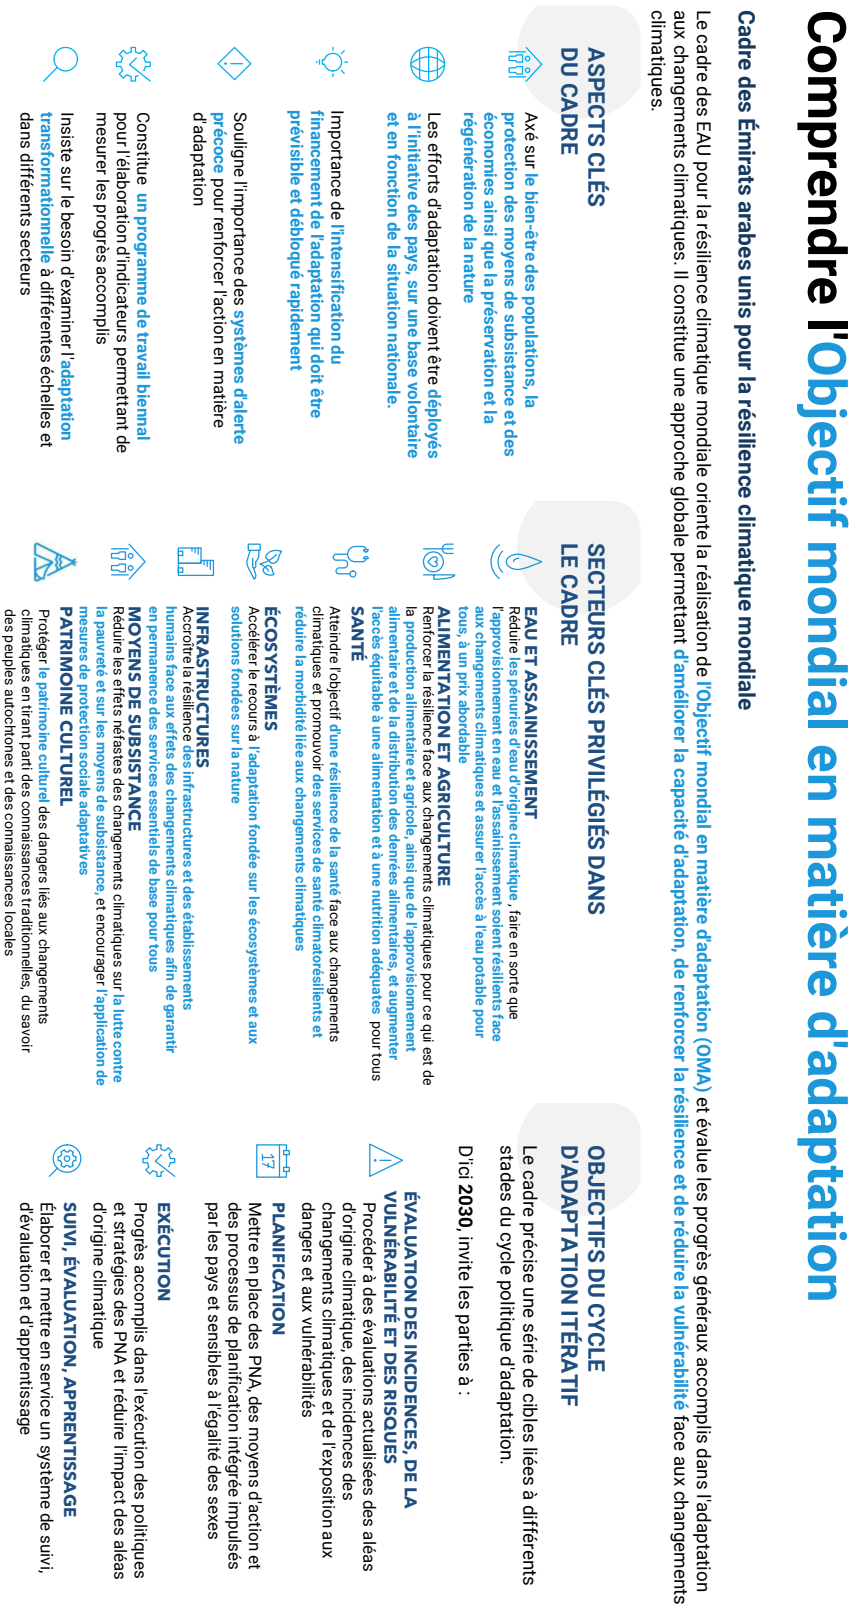 Comprendre l'Objectif mondial en matière d'adaptation
Cadre des Émirats arabes unis pour la résilience climatique mondiale
Le cadre des EAU pour la résilience climatique mondiale oriente la réalisation de l'Objectif mondial en matière d'adaptation (OMA) et évalue les progrès généraux accomplis dans l'adaptation
aux changements climatiques. Il constitue une approche globale permettant d'améliorer la capacité d'adaptation, de renforcer la résilience et de réduire la vulnérabilité face aux changements
climatiques.
ASPECTS CLÉS
DU CADRE
Axé sur le bien-être des populations, la
protection des moyens de subsistance et des
économies ainsi que la préservation et la
régénération de la nature
Les efforts d'adaptation doivent être déployés
à l'initiative des pays, sur une base volontaire
et en fonction de la situation nationale.
Importance de l'intensification du
financement de l'adaptation qui doit être
prévisible et débloqué rapidement
Souligne l'importance des systèmes d'alerte
précoce pour renforcer l'action en matière
d'adaptation
Constitue un programme de travail biennal
pour l'élaboration d'indicateurs permettant de
mesurer les progrès accomplis
Insiste sur le besoin d'examiner l'adaptation
transformationnelle à différentes échelles et
dans différents secteurs
SECTEURS CLÉS PRIVILÉGIÉS DANS
LE CADRE
EAU ET ASSAINISSEMENT
Réduire les pénuries d'eau d'origine climatique , faire en sorte que
l'approvisionnement en eau et l'assainissement soient résilients face
aux changements climatiques et assurer l'accès à l'eau potable pour
tous, à un prix abordable
ALIMENTATION ET AGRICULTURE
Renforcer la résilience face aux changements climatiques pour ce qui est de
la production alimentaire et agricole, ainsi que de l'approvisionnement
alimentaire et de la distribution des denrées alimentaires, et augmenter
l'accès équitable à une alimentation et à une nutrition adéquates pour tous
SANTÉ
Atteindre l'objectif d'une résilience de la santé face aux changements
climatiques et promouvoir des services de santé climatorésilients et
réduire la morbidité liée aux changements climatiques
ÉCOSYSTÈMES
Accélérer le recours à l'adaptation fondée sur les écosystèmes et aux
solutions fondées sur la nature
INFRASTRUCTURES
Accroître la résilience des infrastructures et des établissements
humains face aux effets des changements climatiques afin de garantir
en permanence des services essentiels de base pour tous
MOYENS DE SUBSISTANCE
Réduire les effets néfastes des changements climatiques sur la lutte contre
la pauvreté et sur les moyens de subsistance, et encourager l'application de
mesures de protection sociale adaptatives
PATRIMOINE CULTUREL
Protéger le patrimoine culturel des dangers liés aux changements
climatiques en tirant parti des connaissances traditionnelles, du savoir
des peuples autochtones et des connaissances locales
OBJECTIFS DU CYCLE
D'ADAPTATION ITÉRATIF
Le cadre précise une série de cibles liées à différents
stades du cycle politique d'adaptation.
D'ici 2030, invite les parties à :
ÉVALUATION DES INCIDENCES, DE LA
VULNÉRABILITÉ ET DES RISQUES
Procéder à des évaluations actualisées des aléas
d'origine climatique, des incidences des
changements climatiques et de l'exposition aux
dangers et aux vulnérabilités
PLANIFICATION
17
Mettre en place des PNA, des moyens d'action et
des processus de planification intégrée impulsés
par les pays et sensibles à l'égalité des sexes
EXÉCUTION
Progrès accomplis dans l'exécution des politiques
et stratégies des PNA et réduire l'impact des aléas
d'origine climatique
SUIVI, ÉVALUATION, APPRENTISSAGE
Élaborer et mettre en service un système de suivi,
d'évaluation et d'apprentissage